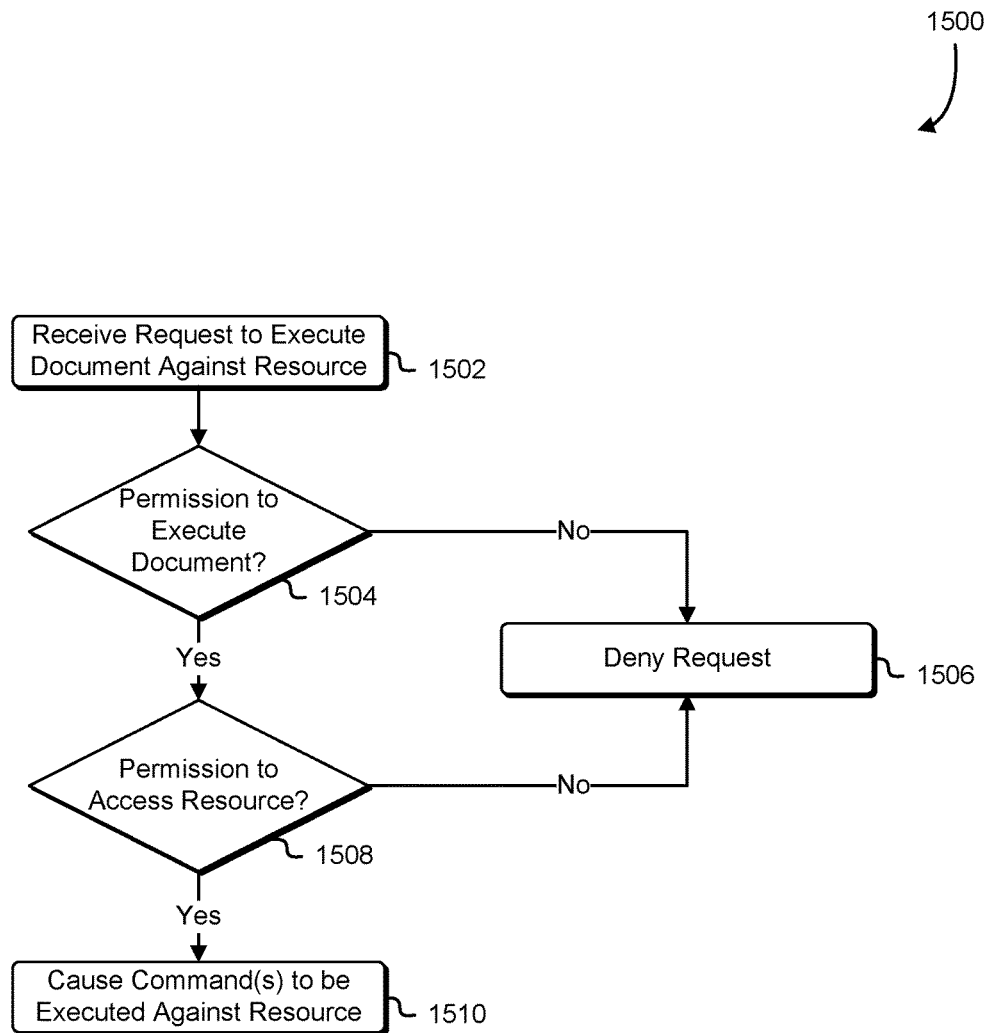 1500
Receive Request to Execute
Document Against Resource
1502
Permission to
Execute
Document?
No
1504
Yes
Deny Request
1506
Permission to
Access Resource?
No
1508
Yes
Cause Command(s) to be
Executed Against Resource
1510